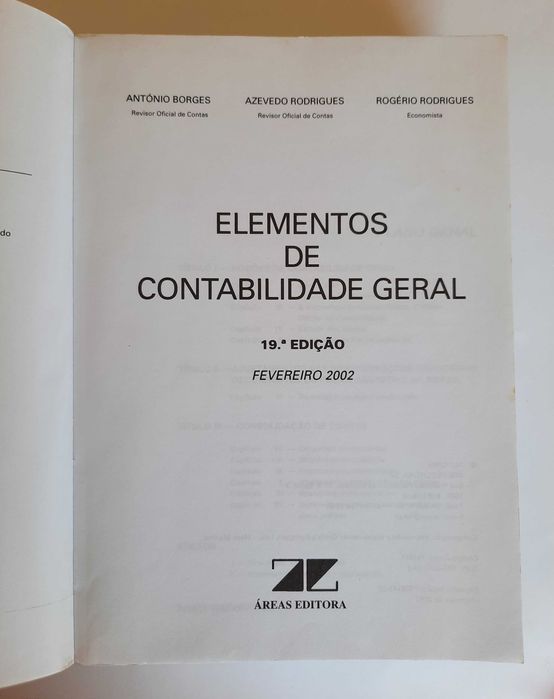 do
ANTÓNIO BORGES
Revisor Oficial de Contas
AZEVEDO RODRIGUES
Revisor Oficial de Contas
ROGÉRIO RODRIGUES
Economista
ELEMENTOS
DE
CONTABILIDADE GERAL
19.ª EDIÇÃO
FEVEREIRO 2002
ÁREAS EDITORA